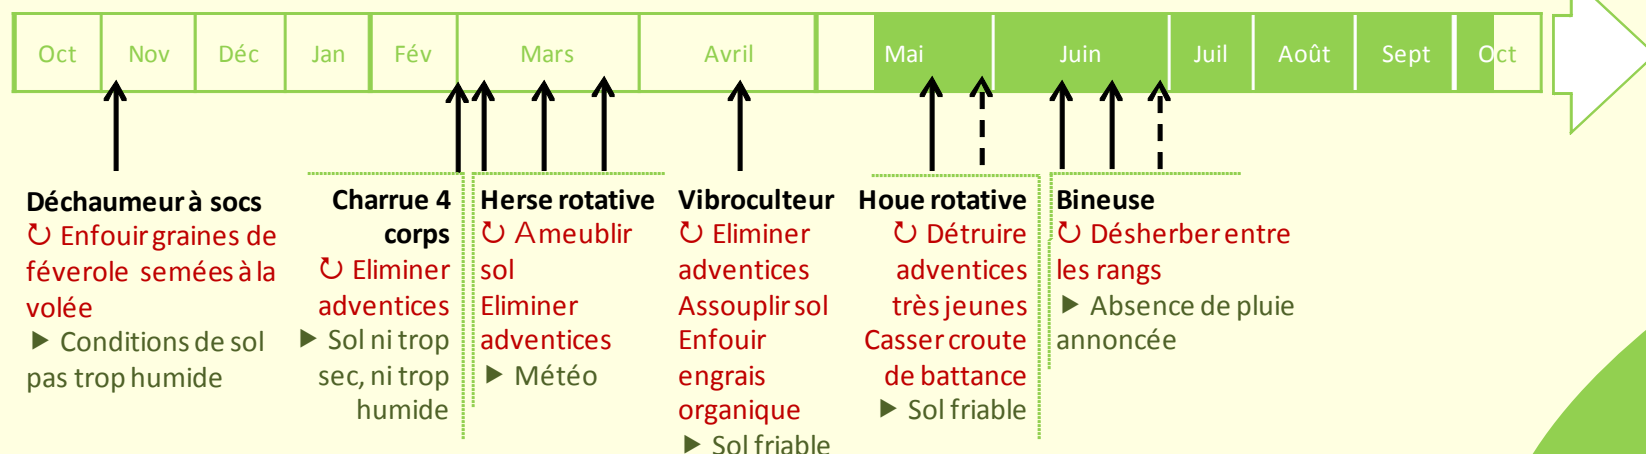 Oct Nov Déc Jan Fév Mars Avril Mai Juin Juil Août Sept Oct
Déchaumeur à socs
↻ Enfouir graines de
féverole semées à la
volée
▶ Conditions de sol
pas trop humide
Charrue 4
corps
↻ Eliminer
adventices
▶ Sol ni trop
sec, ni trop
humide
Herse rotative
↻ Ameublir
sol
Eliminer
adventices
▶ Météo
Vibroculteur
↻ Eliminer
adventices
Assouplir sol
Enfouir
engrais
organique
▶ Sol friable
Houe rotative
↻ Détruire
adventices
très jeunes
Casser croute
de battance
▶ Sol friable
Bineuse
↻ Désherber entre
les rangs
▶ Absence de pluie
annoncée